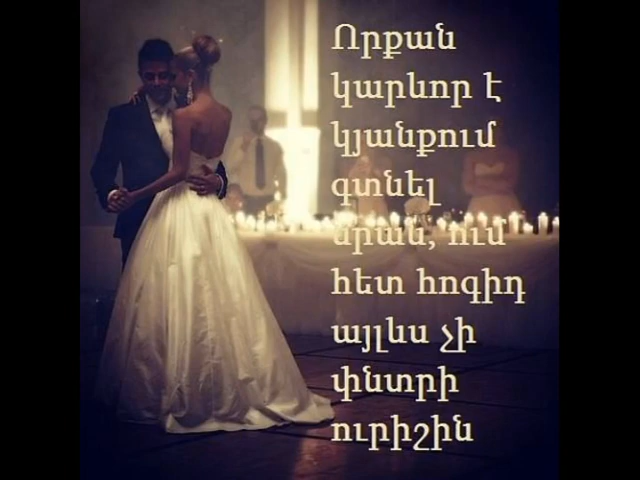 Որքան
կարևոր է
կյանքում
գտնել
նրան, ում
հետ հոգիդ
այլևս չի
փնտրի
ուրիշին